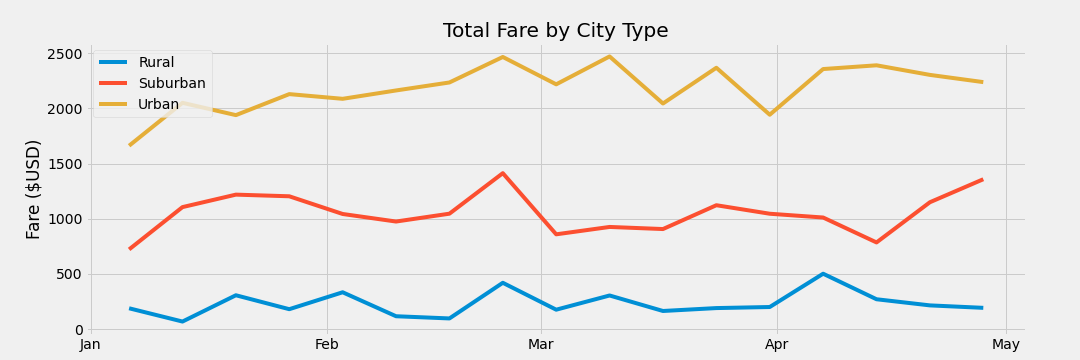 Total Fare by City Type
Rural
Suburban
Urban
Fare ($USD)
2500
2000
1500
1000
500
0
Jan
Feb
Mar
Apr
May